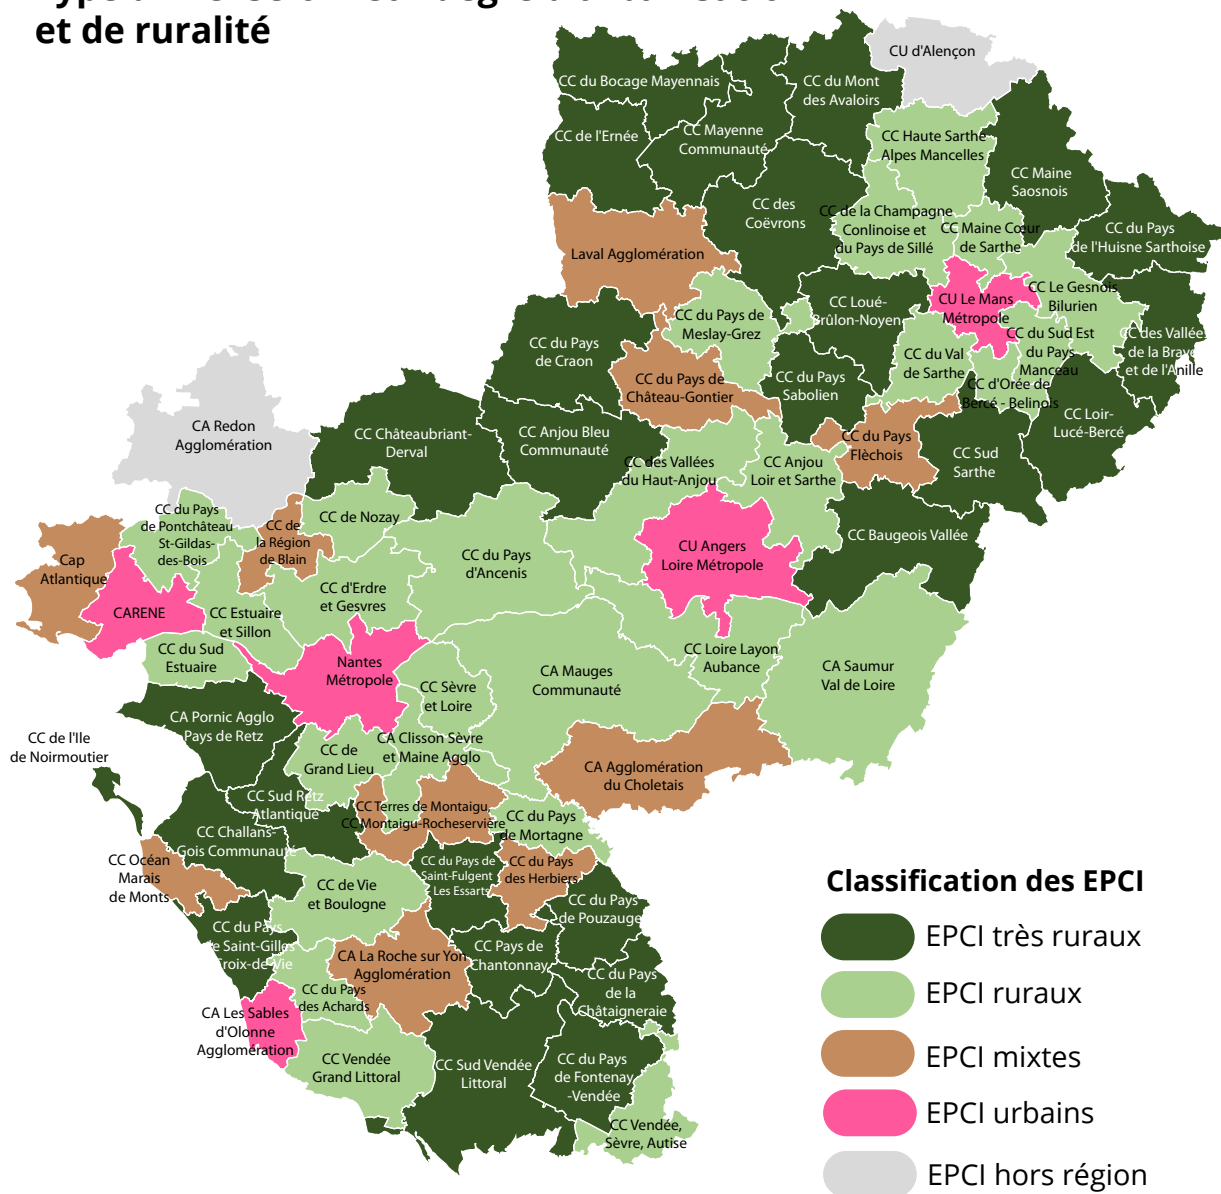 et de ruralité
CU d'Alençon
CC du Bocage Mayennais
CC du Mont
des Avaloirs
CC de l'Ernée
CC Mayenne
Communauté
CC Haute Sarthe
Alpes Mancelles
CC Maine
Saosnois
CC des
Coëvrons
CC de la Champagne
Conlinoise et
du Pays de Sillé
CC Maine Cœur
de Sarthe
CC du Pays
de l'Huisne Sarthoise
Laval Agglomération
CC Loué-
Brûlon-Noyen
CU Le Mans
Métropole
CC Le Gesnois
Bilurien
CC du Pays de
Meslay-Grez
CC du Sud Est
du Pays
Manceau
CC des Vallées
de la Braye
et de l'Anille
CC du Pays
de Craon
CC du Val
de Sarthe
CC du Pays de
Château-Gontier
CC du Pays
Sabolien
CC d'Orée de
Bercé - Belinois
CC Loir-
Lucé-Bercé
CA Redon
Agglomération
CC Châteaubriant-
Derval
CC Anjou Bleu
Communauté
CC du Pays
Flèchois
CC Sud
Sarthe
CC des Vallées
du Haut-Anjou
CC Anjou
Loir et Sarthe
CC du Pays
de Pontchâteau
St-Gildas-
des-Bois
CC de
la Région
de Blain
CC de Nozay
CC Baugeois Vallée
CU Angers
Loire Métropole
Cap
Atlantique
CC du Pays
d'Ancenis
CARENE
CC d'Erdre
et Gesvres
CC Estuaire
et Sillon
CC du Sud
Estuaire
Nantes
Métropole
CC Loire Layon
Aubance
CA Mauges
Communauté
CA Saumur
Val de Loire
CC Sèvre
et Loire
CA Pornic Agglo
Pays de Retz
CC de l'Ile
de Noirmoutier
CC de
Grand Lieu
CA Clisson Sèvre
et Maine Agglo
CA Agglomération
du Choletais
CC Sud Retz
Atlantique
CC Terres de Montaigu,
CC Montaigu-Rocheservière
CC du Pays
de Mortagne
CC Challans-
Gois Communauté
CC Océan
Marais
de Monts
CC de Vie
et Boulogne
CC du Pays de
Saint-Fulgent
Les Essarts
CC du Pays
des Herbiers
CC du Pays
de Pouzauges
CC du Pays
de Saint-Gilles
Croix-de-Vie
CA La Roche sur Yon
Agglomération
CC Pays de
Chantonnay
CC du Pays
des Achards
CC du Pays
de la
Châtaigneraie
CA Les Sables
d'Olonne
Agglomération
CC Vendée
Grand Littoral
CC Sud Vendée
Littoral
CC du Pays
de Fontenay
-Vendée
CC Vendée,
Sèvre, Autise
Classification des EPCI
EPCI très ruraux
EPCI ruraux
EPCI mixtes
EPCI urbains
EPCI hors région